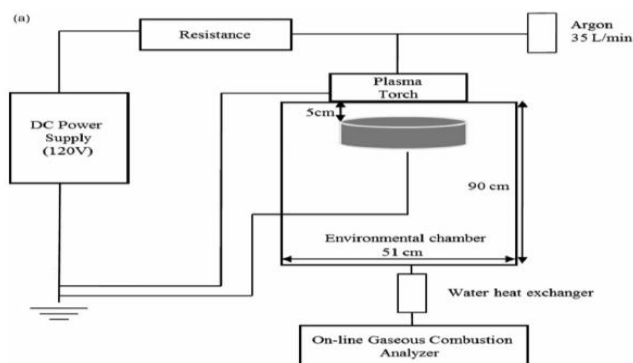 (a)
Resistance
Argon
35 L/min
Plasma
Torch
5cm
DC Power
Supply
(120V)
90 cm
Environmental chamber
51 cm
Water heat exchanger
On-line Gaseous Combustion
Analyzer